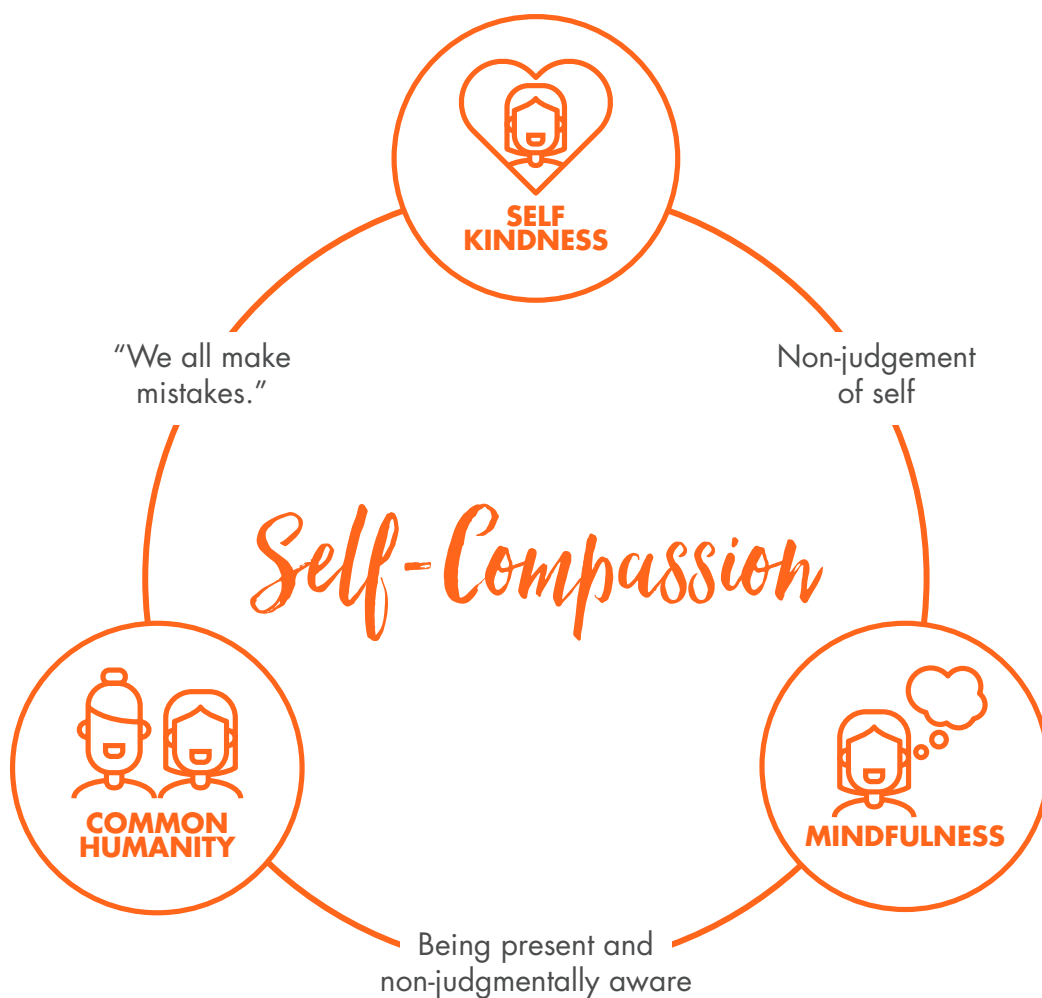 SELF
KINDNESS
“We all make
mistakes.”
Non-judgement
of self
Self-Compassion
COMMON
HUMANITY
MINDFULNESS
Being present and
non-judgmentally aware